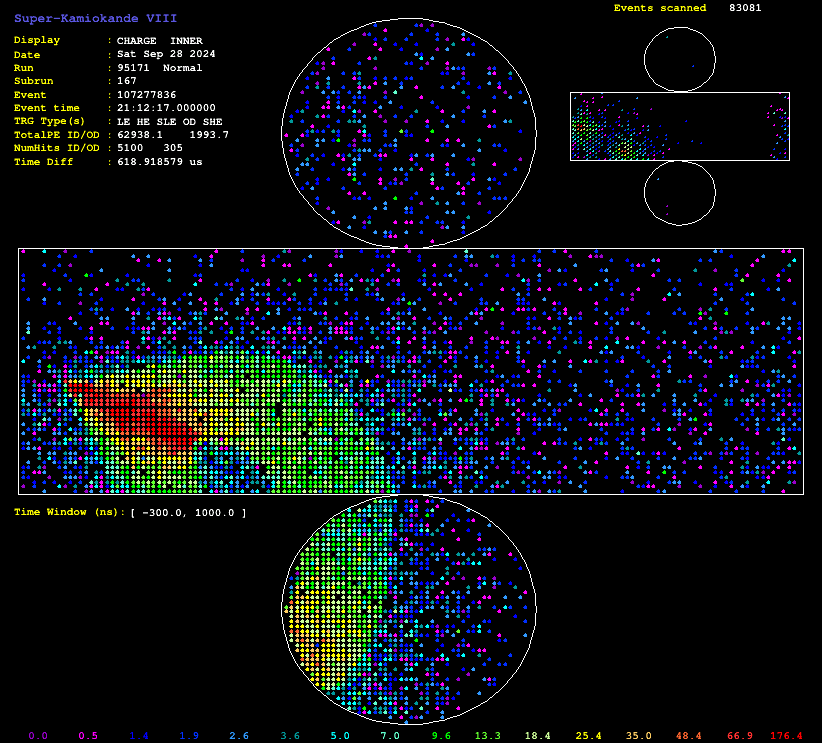 Super-Kamiokande VIII
Events scanned 83081
Display : CHARGE INNER
Date : Sat Sep 28 2024
Run : 95171 Normal
Subrun : 167
Event : 107277836
Event time : 21:12:17.000000
TRG Type(s) : LE HE SLE OD SHE
TotalPE ID/OD : 62938.1 1993.7
NumHits ID/OD : 5100 305
Time Diff : 618.918579 us
Time Window (ns): [ -300.0, 1000.0 ]
0.0 0.5 1.4 1.9 2.6 3.6 5.0 7.0 9.6 13.3 18.4 25.4 35.0 48.4 66.9 176.4